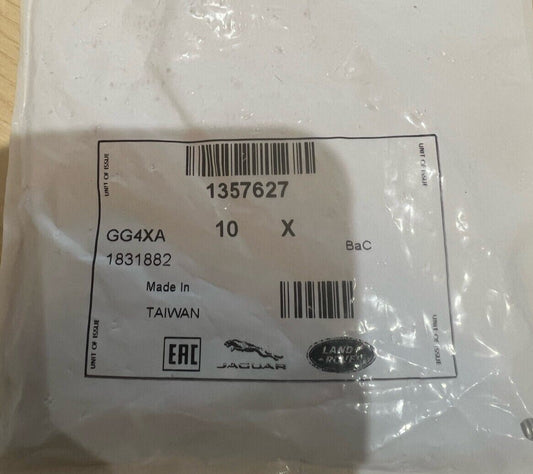 UNIT OF ISSUE
UNIT OF ISSUE
1357627
10 X
GG4XA
BaC
1831882
Made In
TAIWAN
UNIT OF ISSUE
UNIT OF ISSUE
EAC
JAGUAR
LAND-
-ROVER